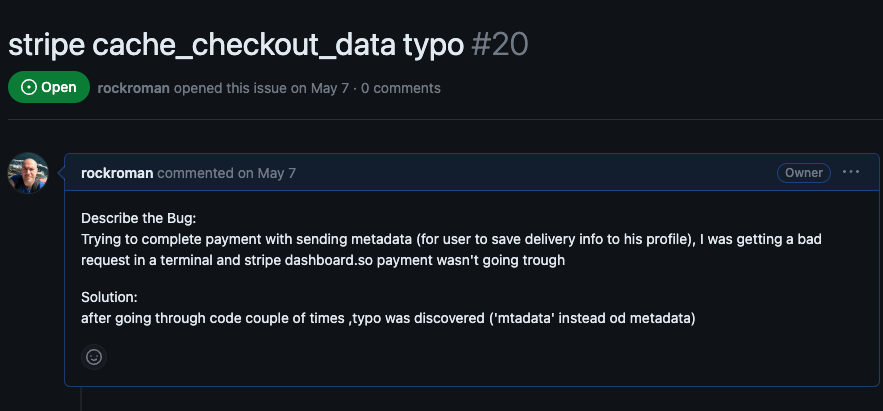 stripe cache_checkout_data typo #20
Open rockroman opened this issue on May 7 · 0 comments
rockroman commented on May 7 Owner ···
Describe the Bug:
Trying to complete payment with sending metadata (for user to save delivery info to his profile), I was getting a bad
request in a terminal and stripe dashboard.so payment wasn't going trough
Solution:
after going through code couple of times ,typo was discovered ('mtadata' instead od metadata)